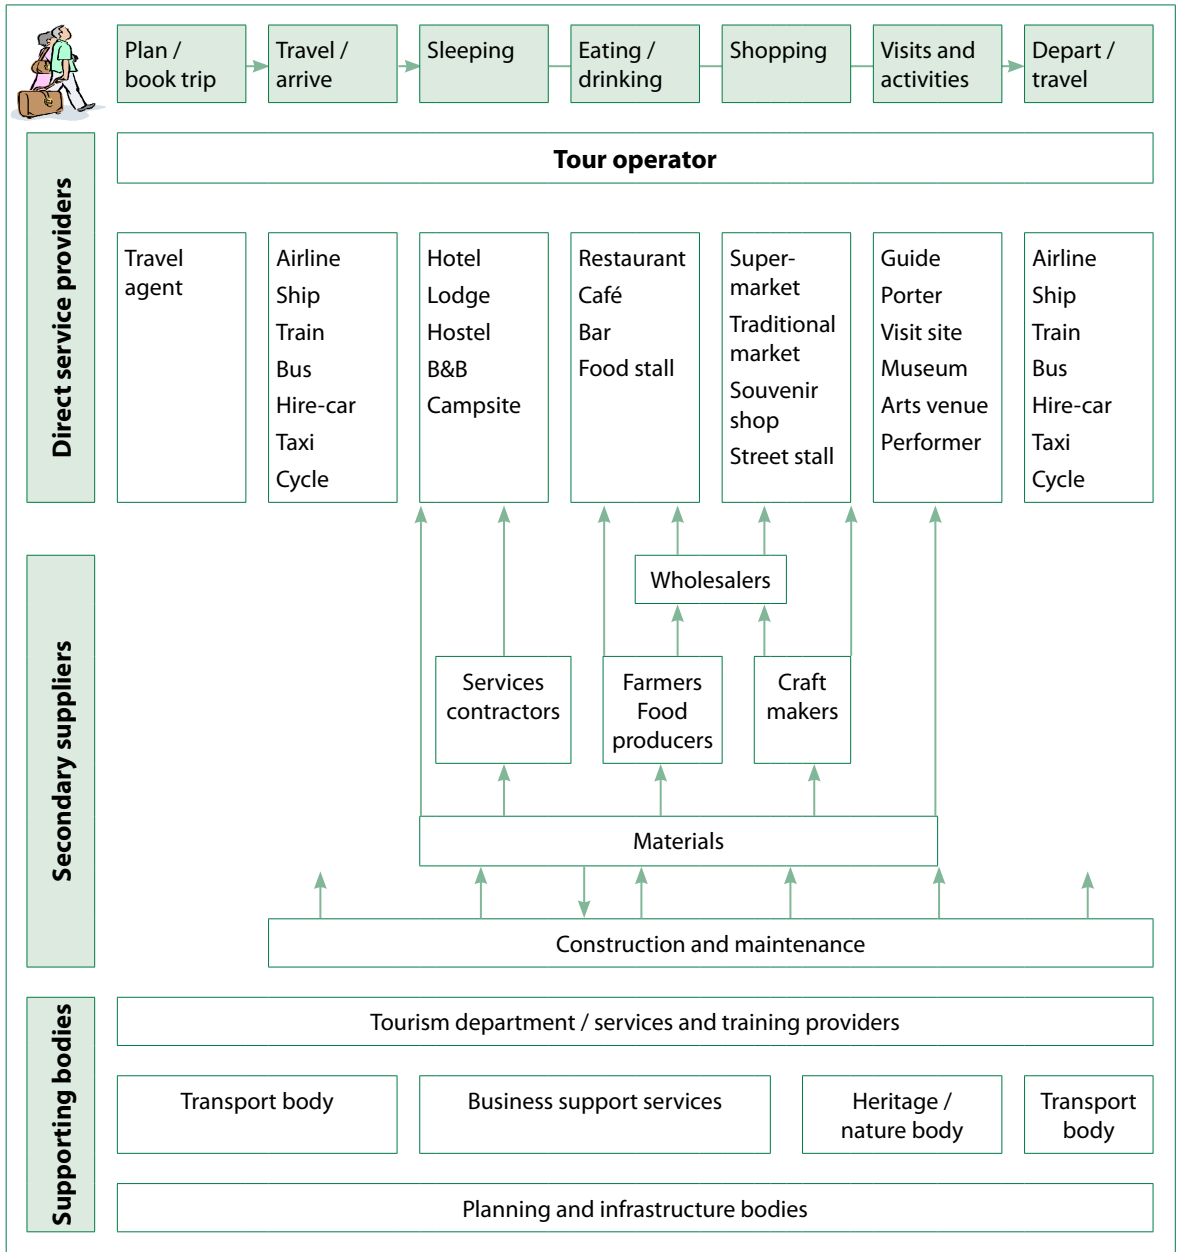 Plan /
book trip
Travel /
arrive
Sleeping
Eating /
drinking
Shopping
Visits and
activities
Depart /
travel
Direct service providers
Tour operator
Travel
agent
Airline
Ship
Train
Bus
Hire-car
Taxi
Cycle
Hotel
Lodge
Hostel
B&B
Campsite
Restaurant
Café
Bar
Food stall
Super-
market
Traditional
market
Souvenir
shop
Street stall
Guide
Porter
Visit site
Museum
Arts venue
Performer
Airline
Ship
Train
Bus
Hire-car
Taxi
Cycle
Secondary suppliers
Wholesalers
Services
contractors
Farmers
Food
producers
Craft
makers
Materials
Construction and maintenance
Supporting bodies
Tourism department / services and training providers
Transport body
Business support services
Heritage /
nature body
Transport
body
Planning and infrastructure bodies